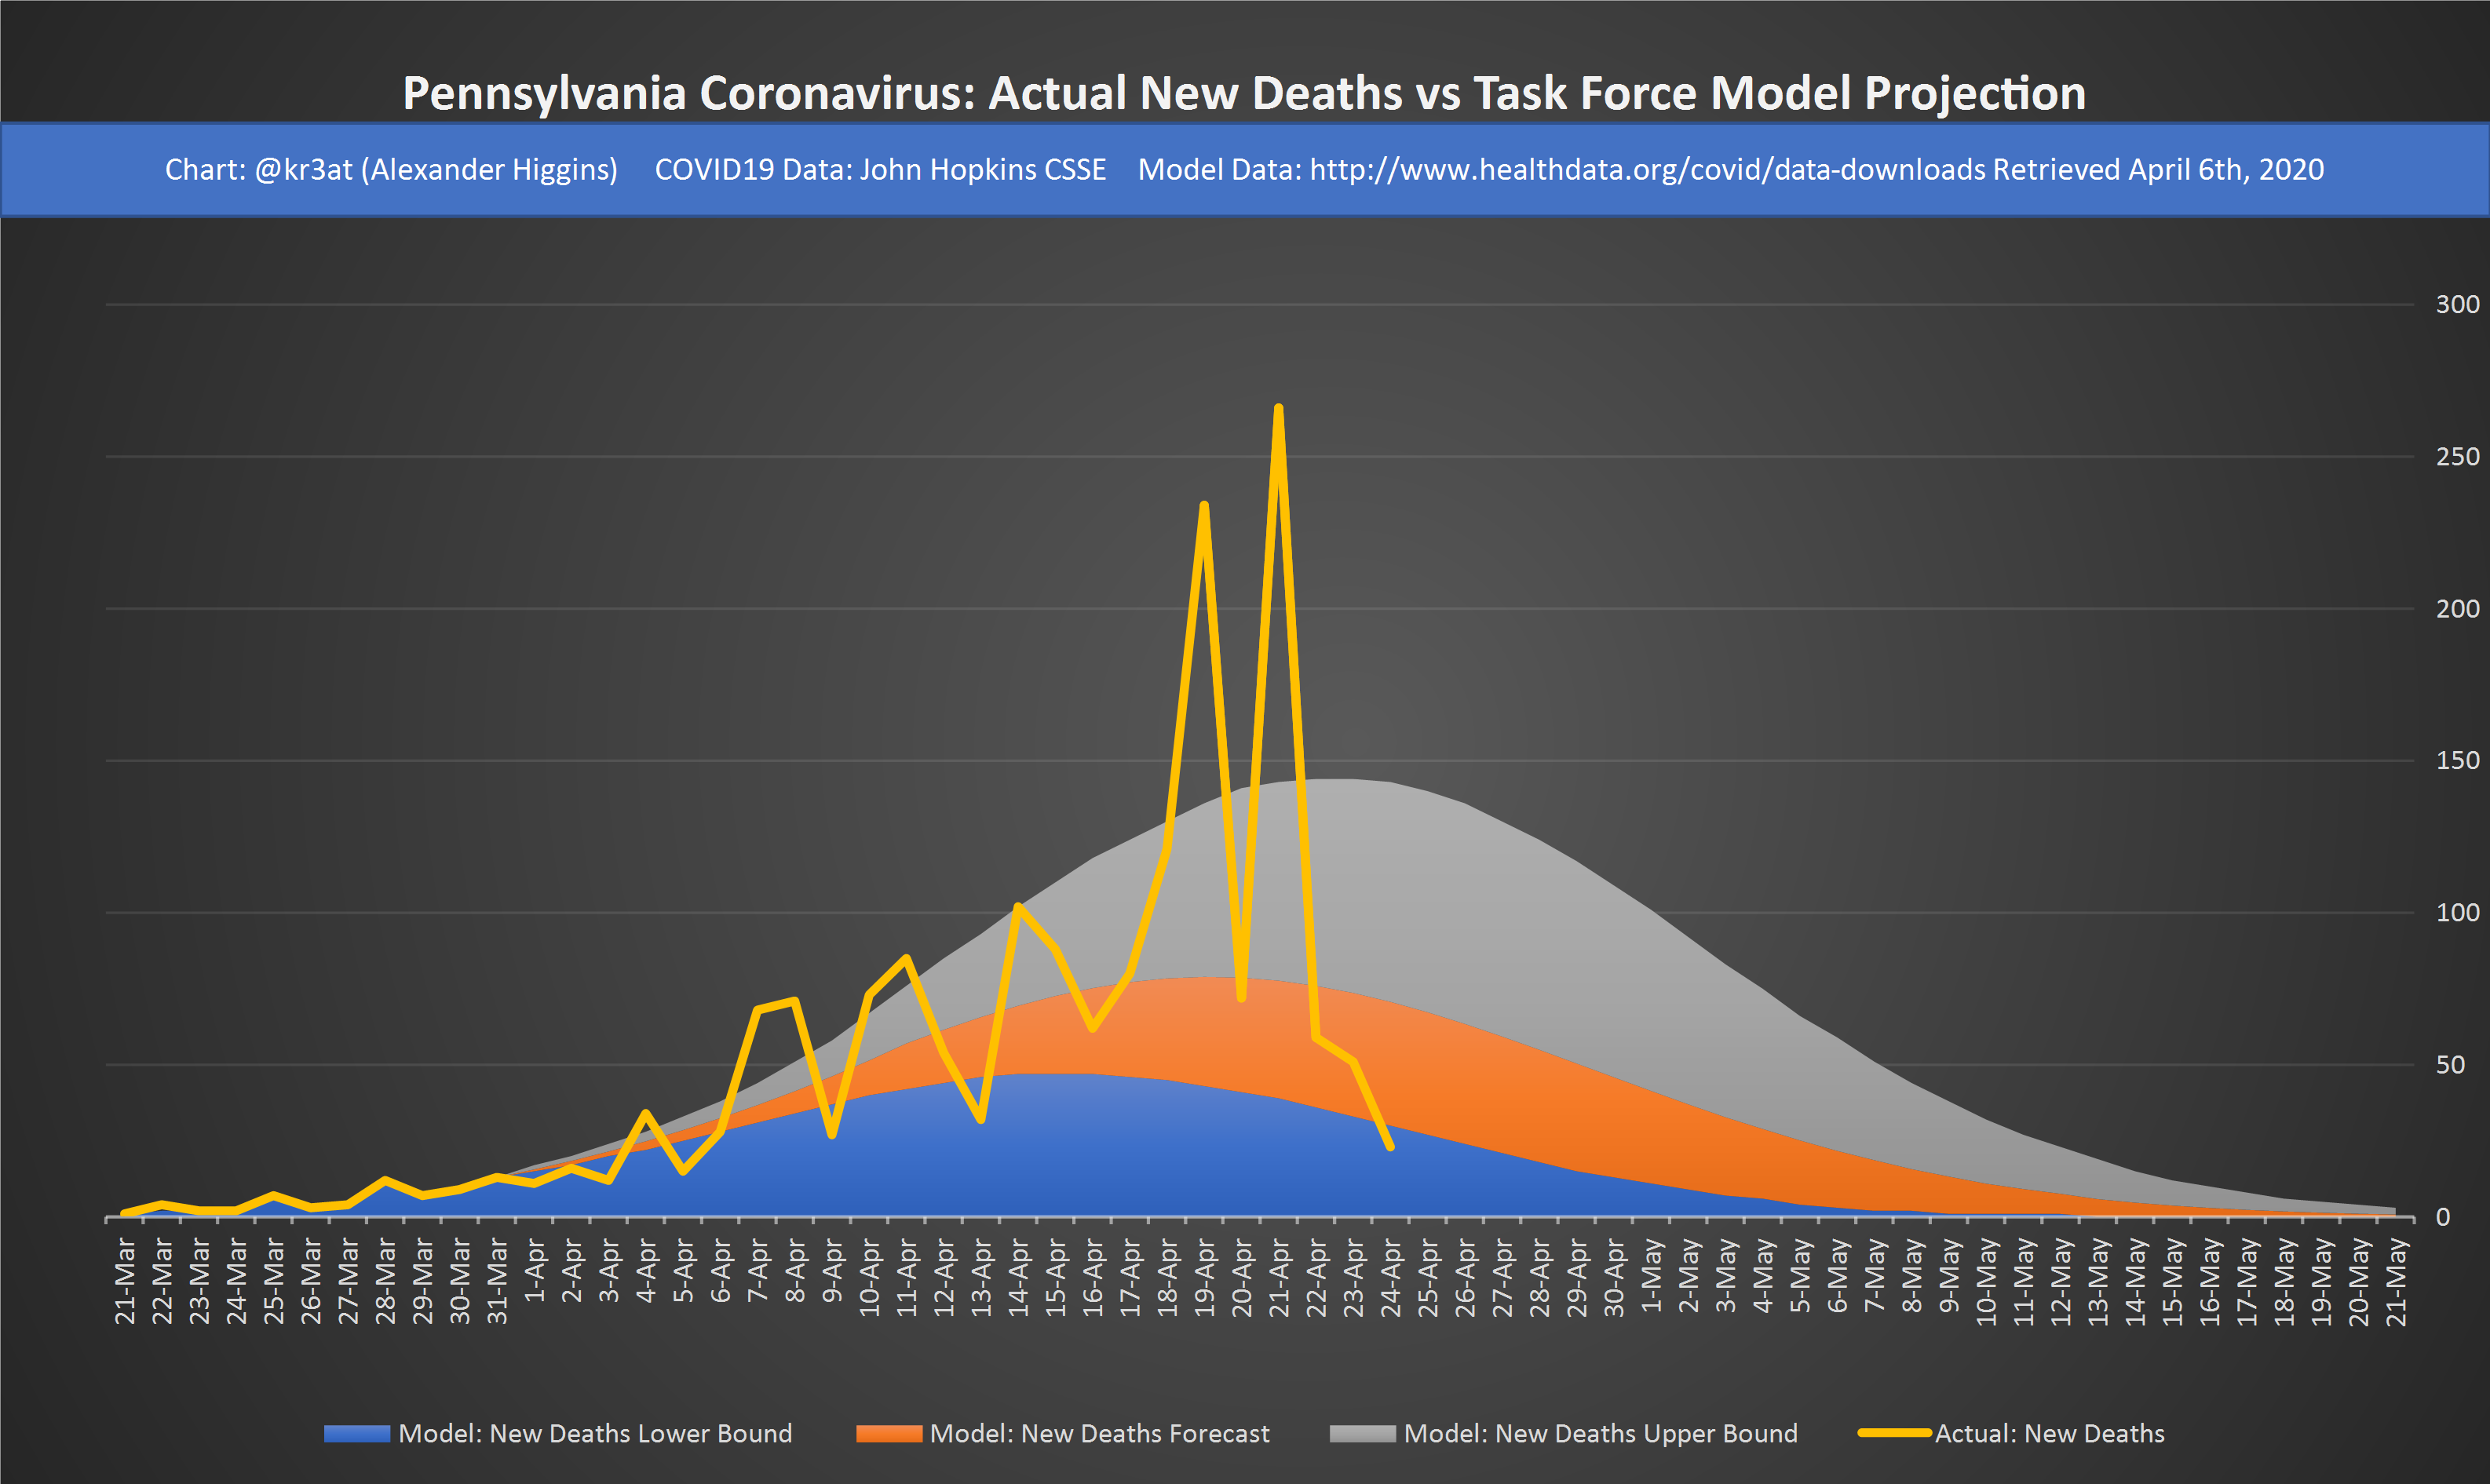 Pennsylvania Coronavirus: Actual New Deaths vs Task Force Model Projection
Chart: @kr3at (Alexander Higgins)     COVID19 Data: John Hopkins CSSE    Model Data: http://www.healthdata.org/covid/data-downloads Retrieved April 6th, 2020
300
250
200
150
100
50
0
21-Mar
22-Mar
23-Mar
24-Mar
25-Mar
26-Mar
27-Mar
28-Mar
29-Mar
30-Mar
31-Mar
1-Apr
2-Apr
3-Apr
4-Apr
5-Apr
6-Apr
7-Apr
8-Apr
9-Apr
10-Apr
11-Apr
12-Apr
13-Apr
14-Apr
15-Apr
16-Apr
17-Apr
18-Apr
19-Apr
20-Apr
21-Apr
22-Apr
23-Apr
24-Apr
25-Apr
26-Apr
27-Apr
28-Apr
29-Apr
30-Apr
1-May
2-May
3-May
4-May
5-May
6-May
7-May
8-May
9-May
10-May
11-May
12-May
13-May
14-May
15-May
16-May
17-May
18-May
19-May
20-May
21-May
Model: New Deaths Lower Bound
Model: New Deaths Forecast
Model: New Deaths Upper Bound
Actual: New Deaths